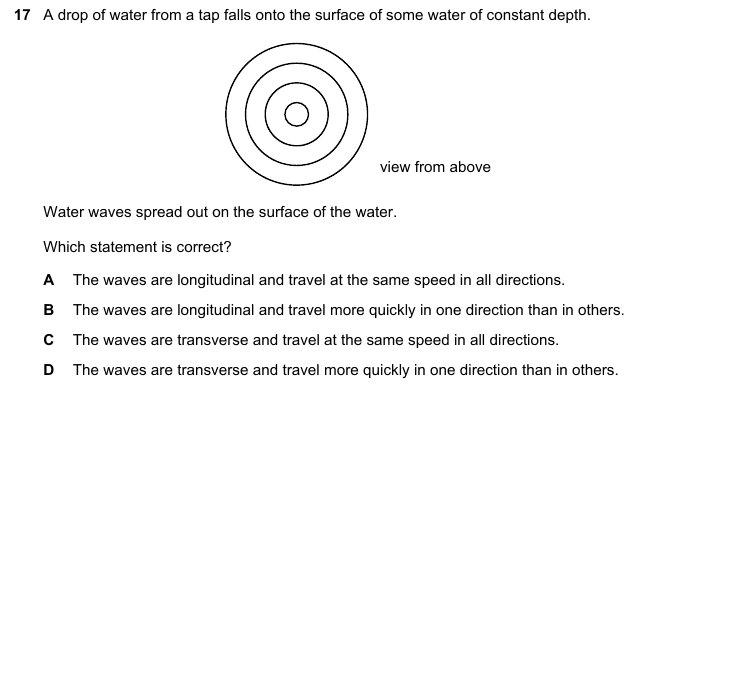 17 A drop of water from a tap falls onto the surface of some water of constant depth.
view from above
Water waves spread out on the surface of the water.
Which statement is correct?
A The waves are longitudinal and travel at the same speed in all directions.
B The waves are longitudinal and travel more quickly in one direction than in others.
C The waves are transverse and travel at the same speed in all directions.
D The waves are transverse and travel more quickly in one direction than in others.